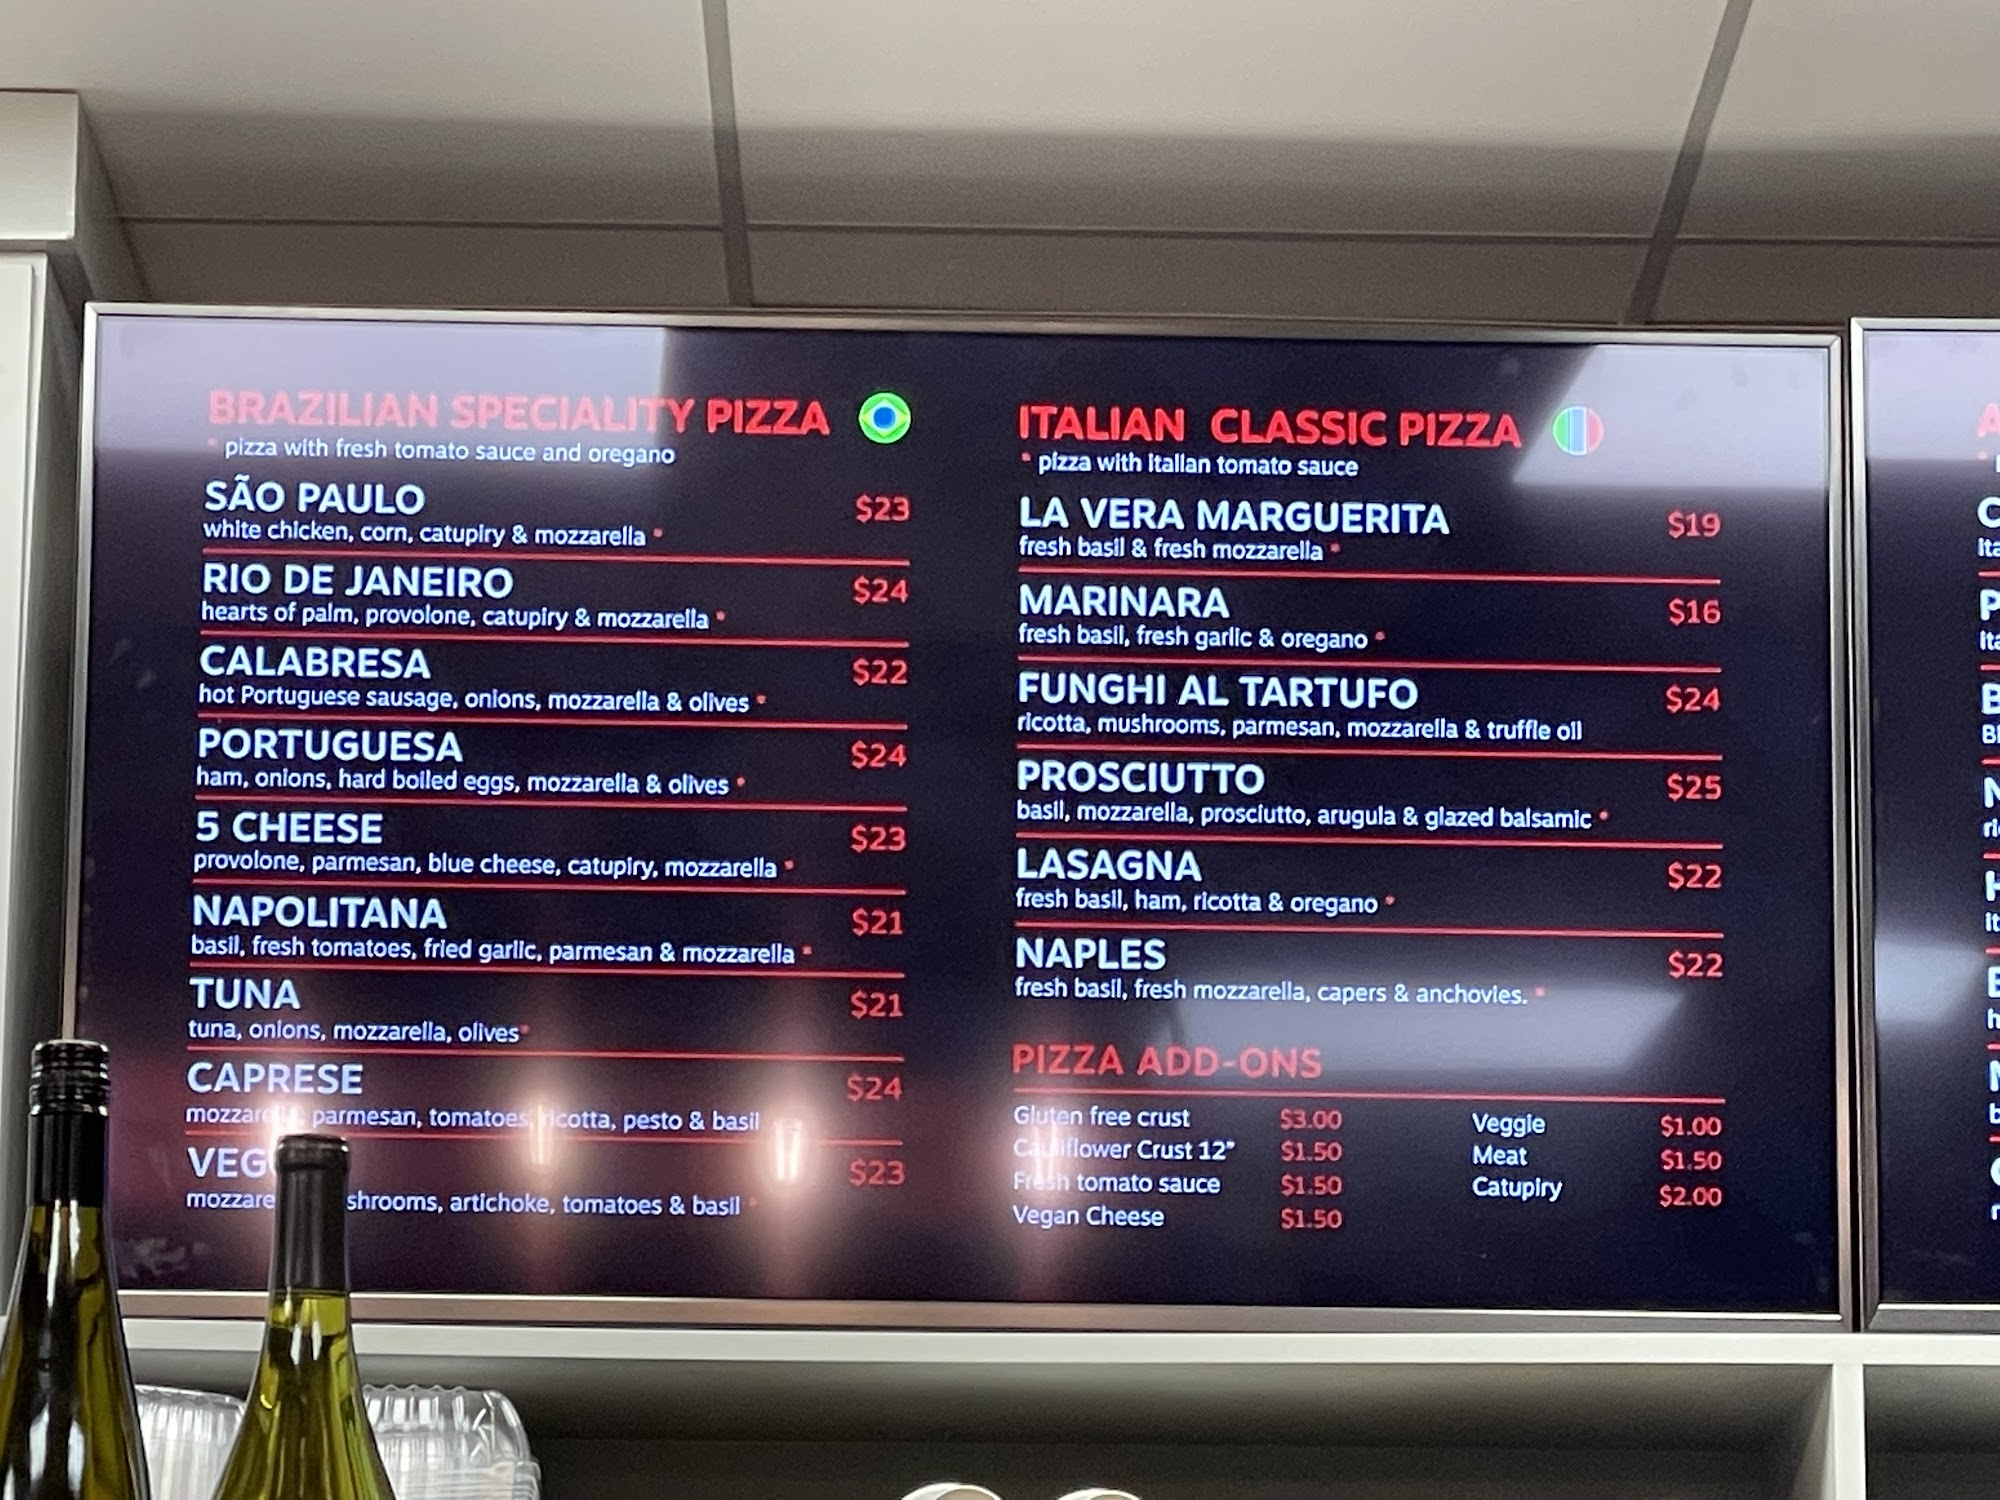 BRAZILIAN SPECIALITY PIZZA
* pizza with fresh tomato sauce and oregano
SÃO PAULO $23
white chicken, corn, catupiry & mozzarella *
RIO DE JANEIRO $24
hearts of palm, provolone, catupiry & mozzarella *
CALABRESA $22
hot Portuguese sausage, onions, mozzarella & olives *
PORTUGUESA $24
ham, onions, hard boiled eggs, mozzarella & olives *
5 CHEESE $23
provolone, parmesan, blue cheese, catupiry, mozzarella *
NAPOLITANA $21
basil, fresh tomatoes, fried garlic, parmesan & mozzarella *
TUNA $21
tuna, onions, mozzarella, olives*
CAPRESE $24
parmesan, tomatoes, ricotta, pesto & basil
$23
artichoke, tomatoes & basil *
ITALIAN CLASSIC PIZZA
* pizza with italian tomato sauce
LA VERA MARGUERITA $19
fresh basil & fresh mozzarella *
MARINARA $16
fresh basil, fresh garlic & oregano *
FUNGHI AL TARTUFO $24
ricotta, mushrooms, parmesan, mozzarella & truffle oil
PROSCIUTTO $25
basil, mozzarella, prosciutto, arugula & glazed balsamic *
LASAGNA $22
fresh basil, ham, ricotta & oregano *
NAPLES $22
fresh basil, fresh mozzarella, capers & anchovies. *
PIZZA ADD-ONS
Gluten free crust $3.00
Cauliflower Crust 12" $1.50
Fresh tomato sauce $1.50
Vegan Cheese $1.50
Veggie $1.00
Meat $1.50
Catupiry $2.00